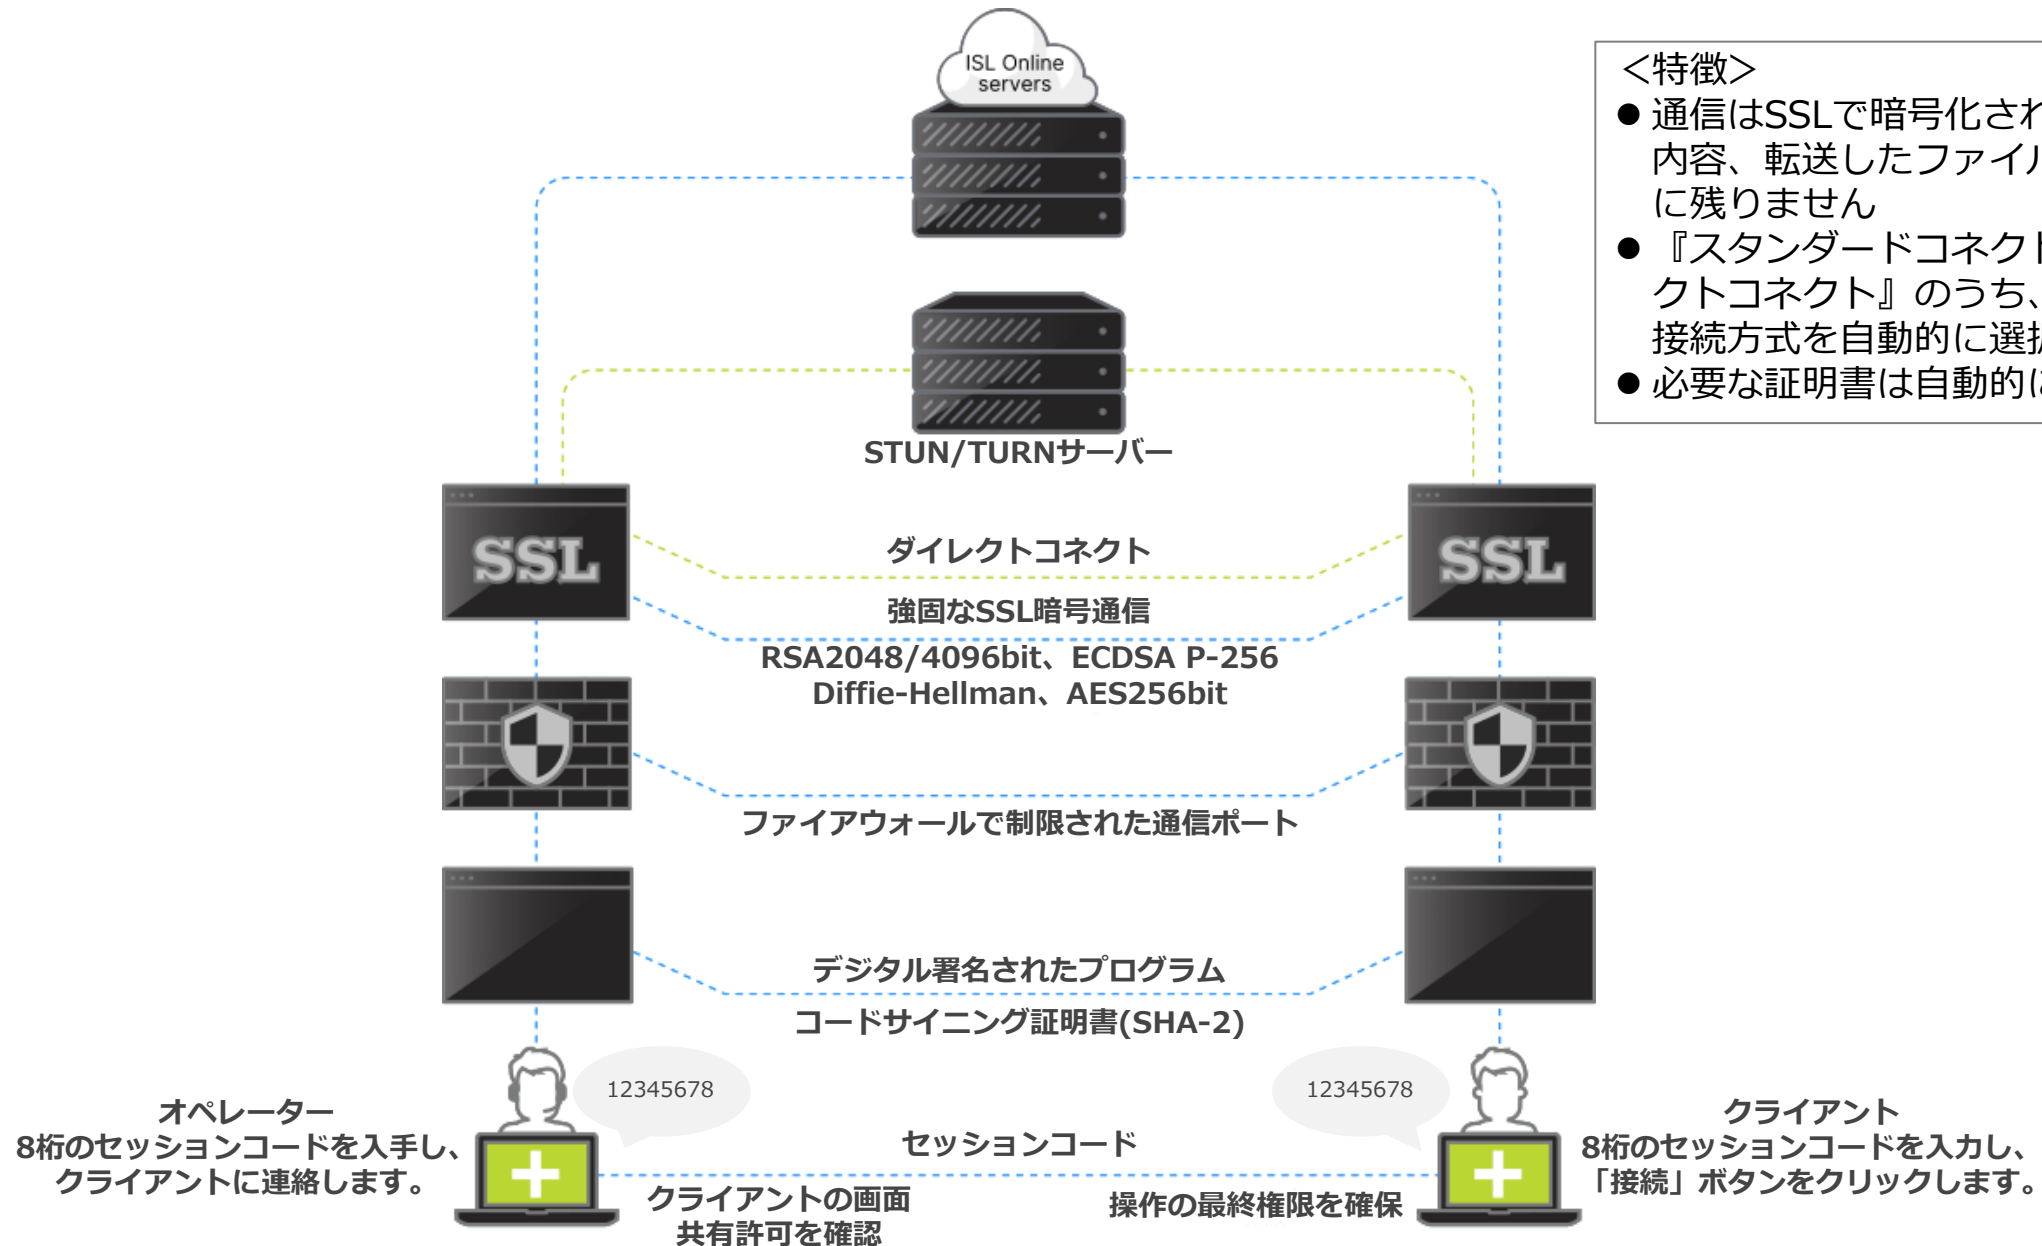 ISL Online
servers
＜特徴＞
● 通信はSSLで暗号化され
内容、転送したファイル
に残りません
● 『スタンダードコネクト
クトコネクト』のうち、
接続方式を自動的に選択
● 必要な証明書は自動的に
STUN/TURNサーバー
SSL
SSL
ダイレクトコネクト
強固なSSL暗号通信
RSA2048/4096bit、ECDSA P-256
Diffie-Hellman、AES256bit
ファイアウォールで制限された通信ポート
デジタル署名されたプログラム
コードサイニング証明書(SHA-2)
12345678
12345678
オペレーター
8桁のセッションコードを入手し、
クライアントに連絡します。
セッションコード
クライアントの画面
共有許可を確認
操作の最終権限を確保
クライアント
8桁のセッションコードを入力し、
「接続」ボタンをクリックします。